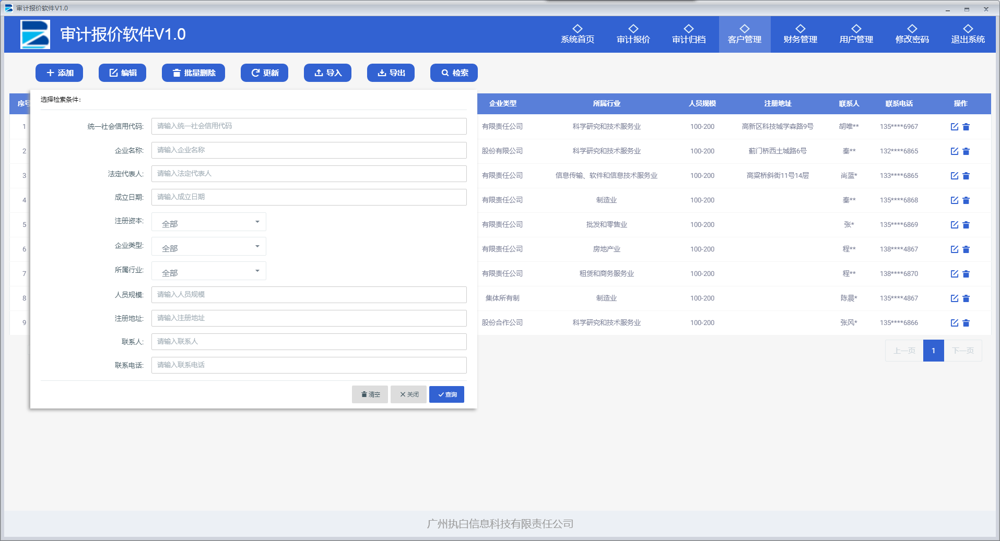 审计报价软件V1.0
审计报价软件V1.0
系统首页 审计报价 审计归档 客户管理 财务管理 用户管理 修改密码 退出系统
添加 编辑 批量删除 更新 导入 导出 检索
序号 企业类型 所属行业 人员规模 注册地址 联系人 联系电话 操作
1 有限责任公司 科学研究和技术服务业 100-200 高新区科技城学森路9号 胡唯** 135****6967
2 股份有限公司 科学研究和技术服务业 100-200 蓟门桥西土城路6号 秦** 132****6865
3 有限责任公司 信息传输、软件和信息技术服务业 100-200 高粱桥斜街11号14层 尚蓝* 133****6865
4 有限责任公司 制造业 100-200 秦** 135****6868
5 有限责任公司 批发和零售业 100-200 张* 135****6869
6 有限责任公司 房地产业 100-200 程** 138****4867
7 有限责任公司 租赁和商务服务业 100-200 程** 138****6870
8 集体所有制 制造业 100-200 陈晨* 135****4867
9 股份合作公司 科学研究和技术服务业 100-200 张风* 135****6866
上一页 1 下一页
选择检索条件:
统一社会信用代码: 请输入统一社会信用代码
企业名称: 请输入企业名称
法定代表人: 请输入法定代表人
成立日期: 请输入成立日期
注册资本: 全部
企业类型: 全部
所属行业: 全部
人员规模: 请输入人员规模
注册地址: 请输入注册地址
联系人: 请输入联系人
联系电话: 请输入联系电话
清空 关闭 查询
广州执白信息科技有限责任公司